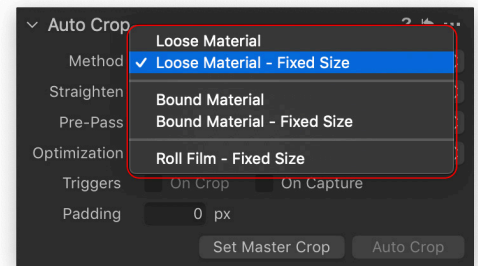 Auto Crop
Method
Loose Material
✓ Loose Material - Fixed Size
Straighten
Bound Material
Pre-Pass
Bound Material - Fixed Size
Optimization
Roll Film - Fixed Size
Triggers On Crop On Capture
Padding 0 px
Set Master Crop Auto Crop